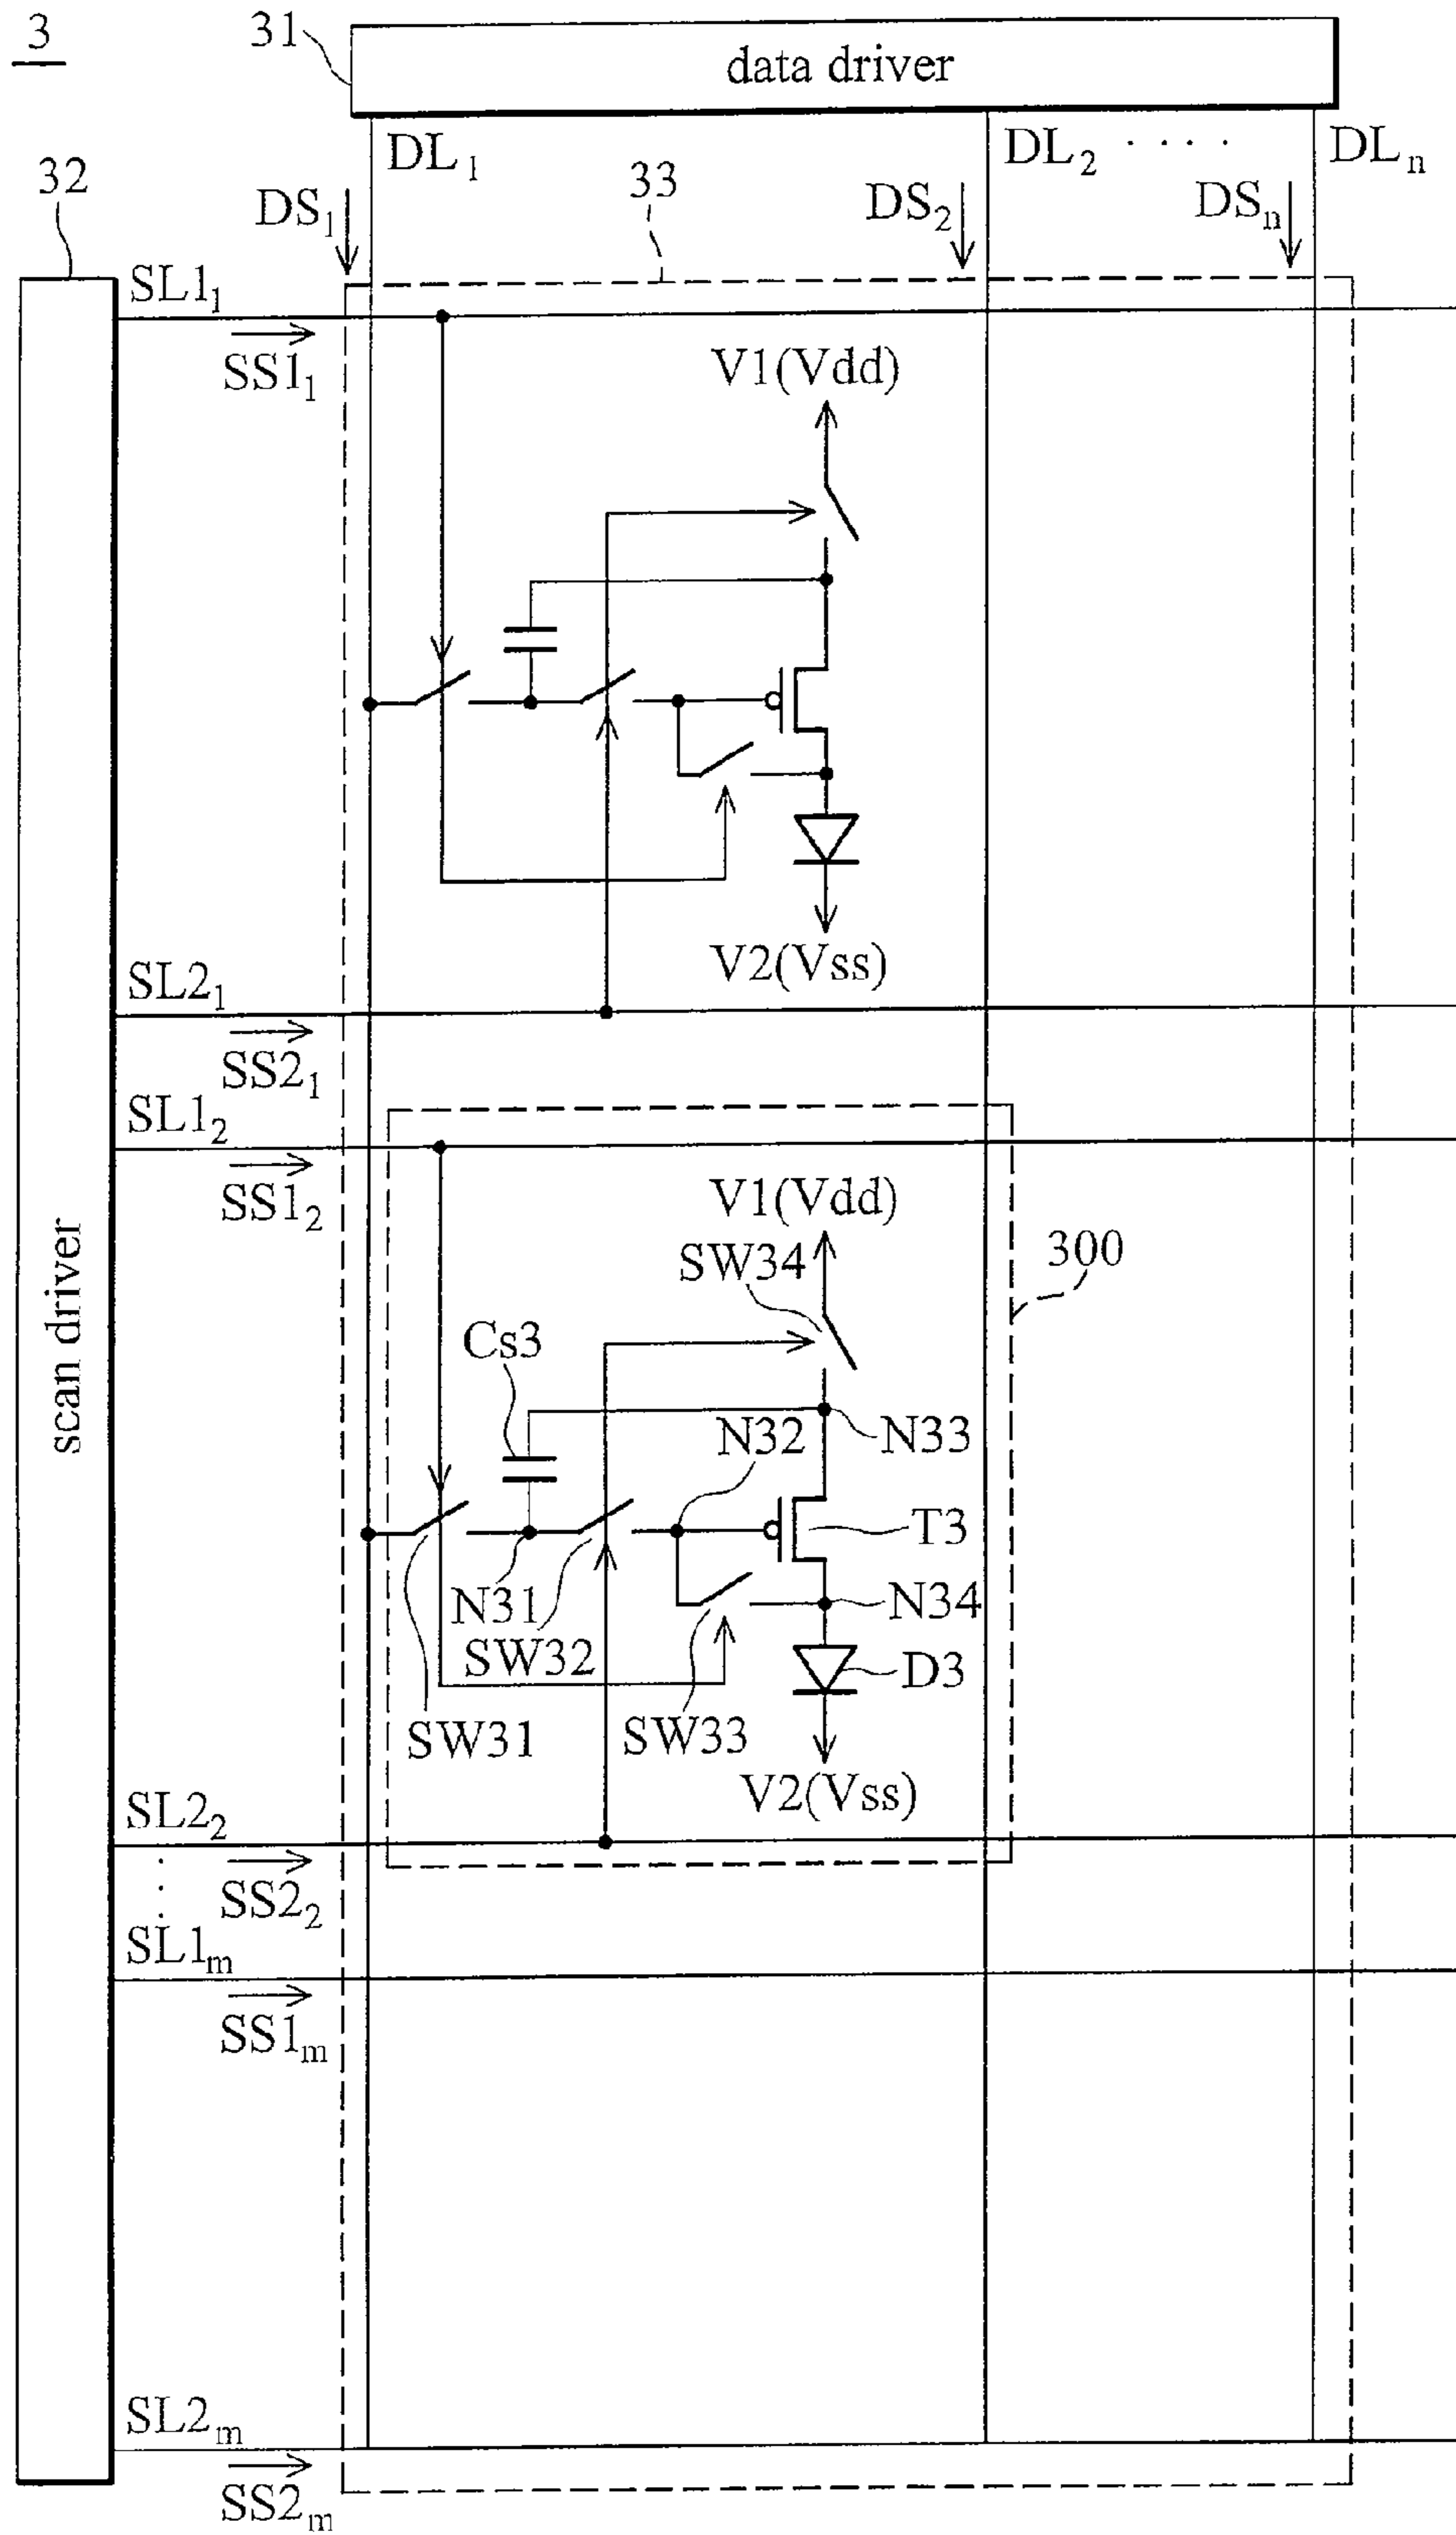 3
31
data driver
DL1
DL2 · · · · DLn
32
33
DS1
DS2
DSn
SL11
SS11
V1(Vdd)
V2(Vss)
SL21
SS21
SL12
SS12
V1(Vdd)
SW34
300
Cs3
N32
N33
T3
N31
N34
SW32
D3
SW31
SW33
V2(Vss)
scan driver
SL22
SS22
SL1m
SS1m
SL2m
SS2m